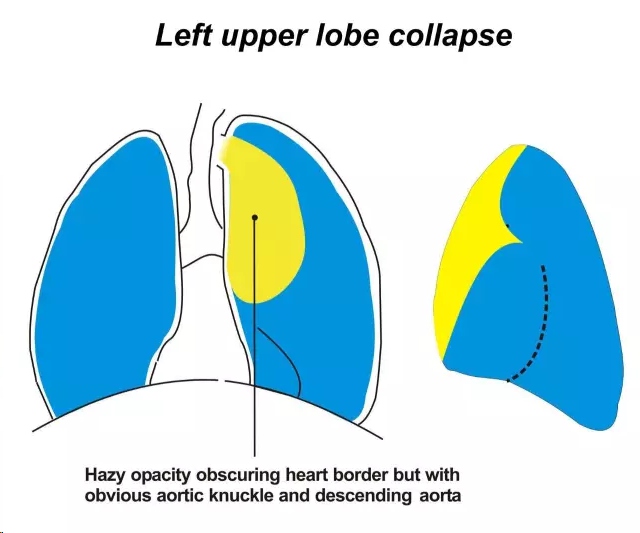 Left upper lobe collapse
Hazy opacity obscuring heart border but with
obvious aortic knuckle and descending aorta